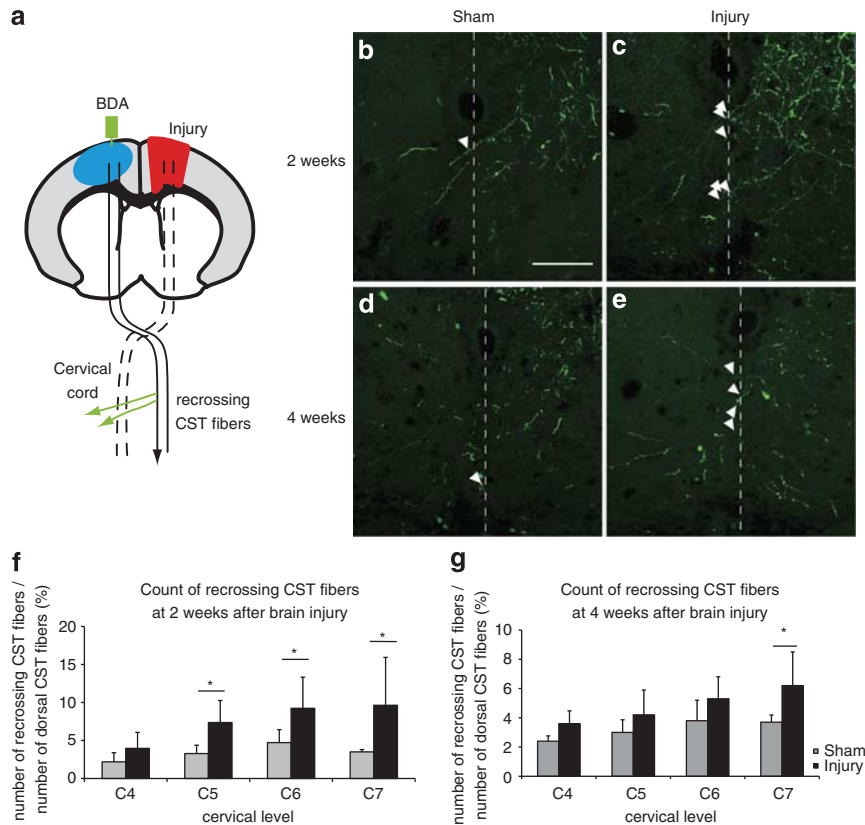 a
BDA
Injury
Cervical
cord
recrossing
CST fibers
Sham
Injury
b
c
2 weeks
d
e
4 weeks
f
Count of recrossing CST fibers
at 2 weeks after brain injury
number of recrossing CST fibers /
number of dorsal CST fibers (%)
20
15
10
5
0
*
*
*
C4
C5
C6
C7
cervical level
g
Count of recrossing CST fibers
at 4 weeks after brain injury
number of recrossing CST fibers /
number of dorsal CST fibers (%)
10
8
6
4
2
0
*
C4
C5
C6
C7
cervical level
Sham
Injury